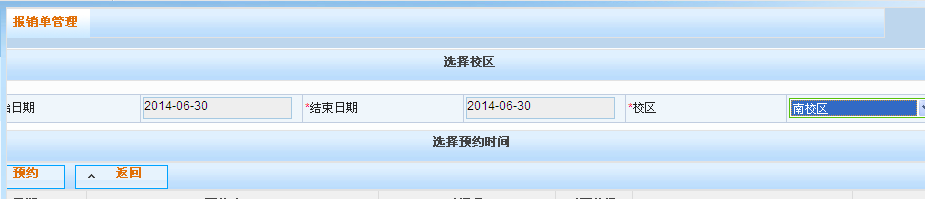 报销单管理
选择校区
始日期 2014-06-30 *结束日期 2014-06-30 *校区 南校区
选择预约时间
预约 返回